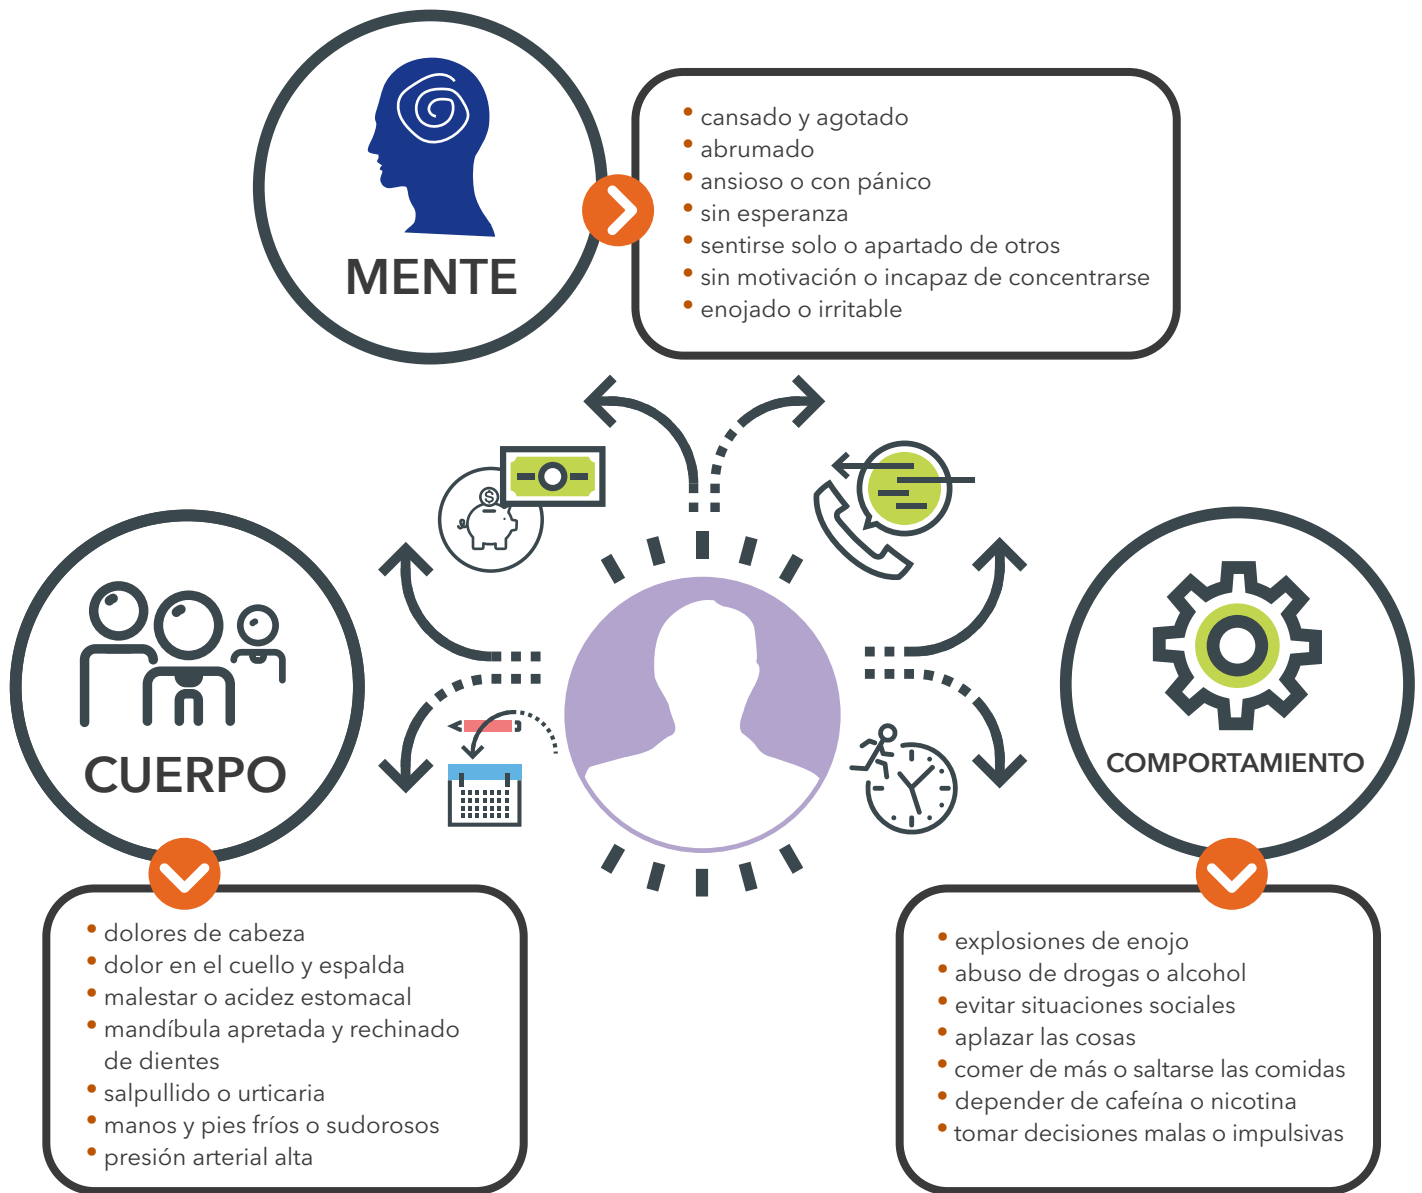 MENTE
• cansado y agotado
• abrumado
• ansioso o con pánico
• sin esperanza
• sentirse solo o apartado de otros
• sin motivación o incapaz de concentrarse
• enojado o irritable
$
CUERPO
• dolores de cabeza
• dolor en el cuello y espalda
• malestar o acidez estomacal
• mandíbula apretada y rechinado
de dientes
• salpullido o urticaria
• manos y pies fríos o sudorosos
• presión arterial alta
COMPORTAMIENTO
• explosiones de enojo
• abuso de drogas o alcohol
• evitar situaciones sociales
• aplazar las cosas
• comer de más o saltarse las comidas
• depender de cafeína o nicotina
• tomar decisiones malas o impulsivas